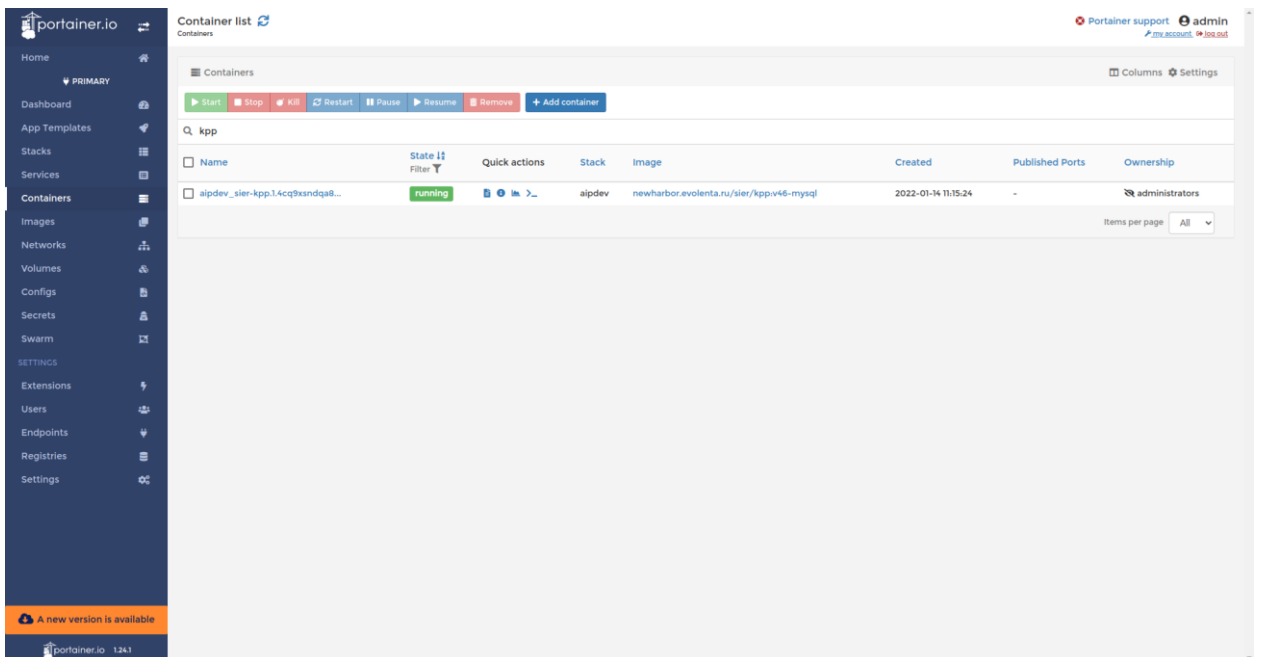 portainer.io
Home
PRIMARY
Dashboard
App Templates
Stacks
Services
Containers
Images
Networks
Volumes
Configs
Secrets
Swarm
SETTINGS
Extensions
Users
Endpoints
Registries
Settings
A new version is available
portainer.io 1.24.1
Container list
Containers
Portainer support admin
my account log out
Containers
Columns Settings
Start Stop Kill Restart Pause Resume Remove + Add container
kpp
Name State Filter Quick actions Stack Image Created Published Ports Ownership
aipdev_sier-kpp.1.4cq9xsndqa8... running aipdev newharbor.evolenta.ru/sier/kpp:v46-mysql 2022-01-14 11:15:24 - administrators
Items per page All